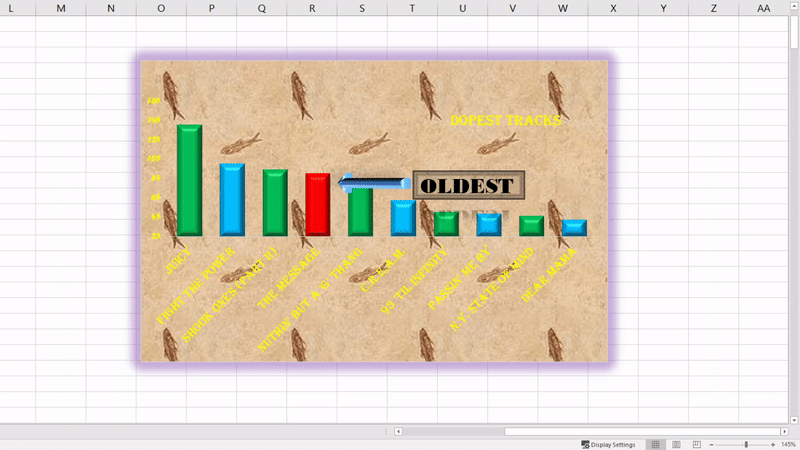 L M N O P Q R S T U V W X Y Z AA
DOPEST TRACKS
160
140
120
100
80
60
40
20
OLDEST
JUICY
FIGHT THE POWER
SHOOK ONES (PART II)
THE MESSAGE
NUTHIN' BUT A 'G' THANG
C.R.E.A.M.
93 'TIL INFINITY
PASSIN' ME BY
N.Y. STATE OF MIND
DEAR MAMA
Display Settings
145%